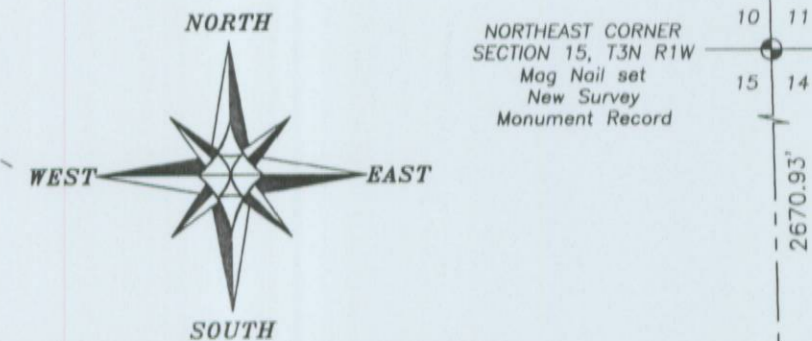 NORTH
WEST
EAST
SOUTH
NORTHEAST CORNER
SECTION 15, T3N R1W
Mag Nail set
New Survey
Monument Record
10 11
15 14
2670.93'